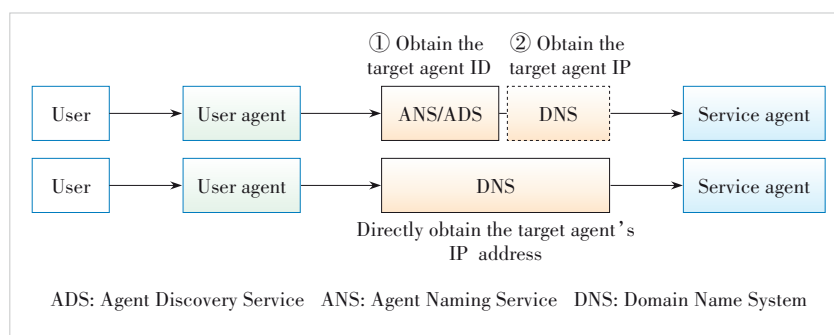 ① Obtain the target agent ID
② Obtain the target agent IP
User
User agent
ANS/ADS
DNS
Service agent
User
User agent
DNS
Service agent
Directly obtain the target agent's
IP address
ADS: Agent Discovery Service ANS: Agent Naming Service DNS: Domain Name System